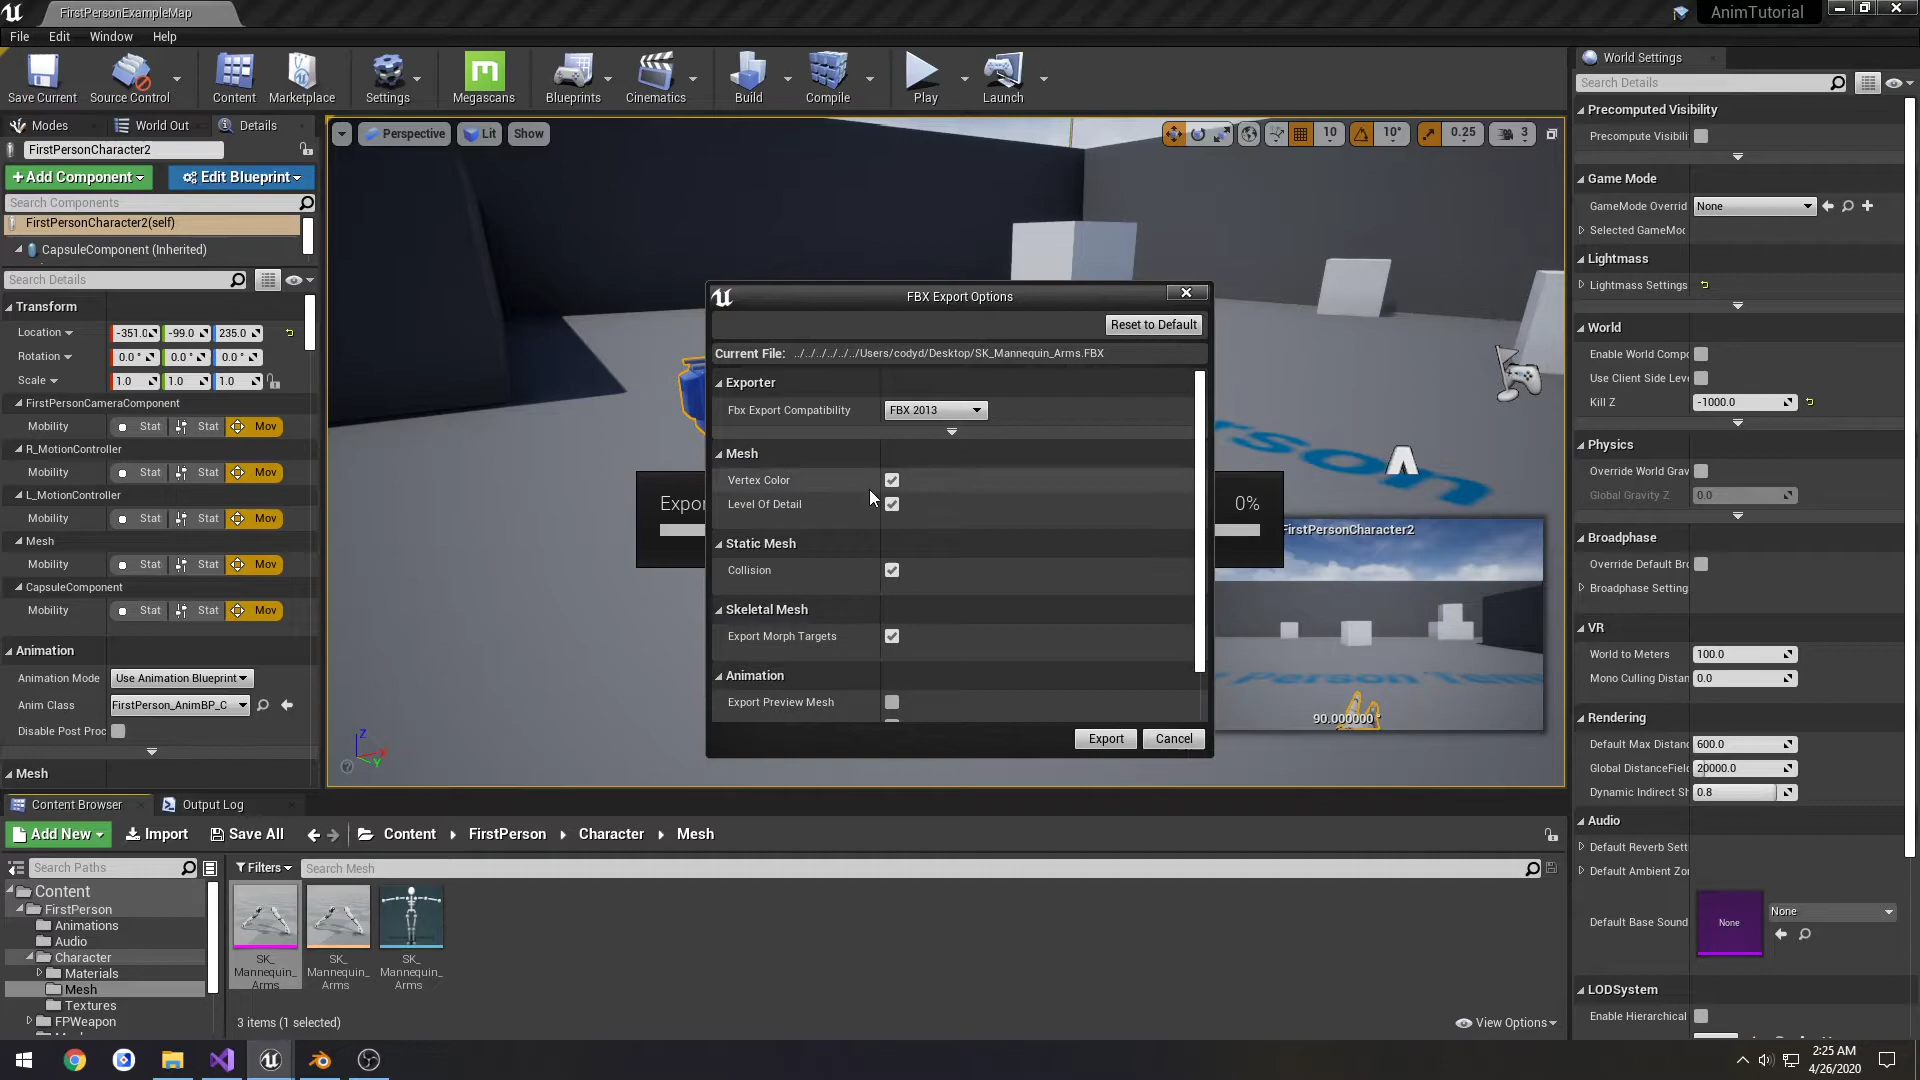 FirstPersonExampleMap
AnimTutorial
File Edit Window Help
Save Current Source Control Content Marketplace Settings Megascans Blueprints Cinematics Build Compile Play Launch
Modes World Out Details
FirstPersonCharacter2
+Add Component Edit Blueprint
Search Components
FirstPersonCharacter2(self)
CapsuleComponent (Inherited)
Search Details
Transform
Location -351.0 -99.0 235.0
Rotation 0.0 ° 0.0 ° 0.0 °
Scale 1.0 1.0 1.0
FirstPersonCameraComponent
Mobility Stat Stat Mov
R_MotionController
Mobility Stat Stat Mov
L_MotionController
Mobility Stat Stat Mov
Mesh
Mobility Stat Stat Mov
CapsuleComponent
Mobility Stat Stat Mov
Animation
Animation Mode Use Animation Blueprint
Anim Class FirstPerson_AnimBP_C
Disable Post Proc
Mesh
Perspective Lit Show
10 10° 0.25 3
FBX Export Options
Reset to Default
Current File: ../../../../../../Users/codyd/Desktop/SK_Mannequin_Arms.FBX
Exporter
Fbx Export Compatibility FBX 2013
Mesh
Vertex Color
Level Of Detail
Static Mesh
Collision
Skeletal Mesh
Export Morph Targets
Animation
Export Preview Mesh
Export Cancel
Expor
0%
FirstPersonCharacter2
90.000000 °
Z
X
Y
World Settings
Search Details
Precomputed Visibility
Precompute Visibili
Game Mode
GameMode Overrid None
Selected GameMod
Lightmass
Lightmass Settings
World
Enable World Compo
Use Client Side Leve
Kill Z -1000.0
Physics
Override World Grav
Global Gravity Z 0.0
Broadphase
Override Default Bro
Broadphase Setting
VR
World to Meters 100.0
Mono Culling Distan 0.0
Rendering
Default Max Distanc 600.0
Global DistanceField 20000.0
Dynamic Indirect Sh 0.8
Audio
Default Reverb Sett
Default Ambient Zon
Default Base Sound None None
LODSystem
Enable Hierarchical
Content Browser Output Log
Add New Import Save All Content FirstPerson Character Mesh
Search Paths Filters Search Mesh
Content
FirstPerson
Animations
Audio
Character
Materials
Mesh
Textures
FPWeapon
SK_
Mannequin_
Arms
SK_
Mannequin_
Arms
SK_
Mannequin_
Arms
3 items (1 selected)
View Options
2:25 AM
4/26/2020